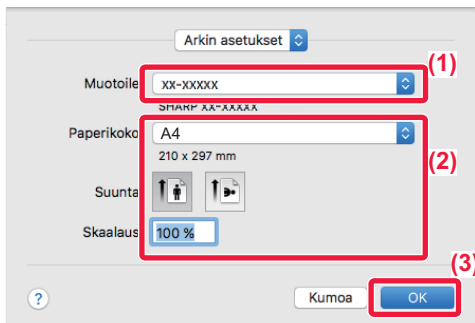 Arkin asetukset
(1)
Muotoile xx-xxxxx
SHARP xx-xxxxx
Paperikoko A4
210 x 297 mm
(2)
Suunta
Skaalaus 100 %
(3)
? Kumoa OK